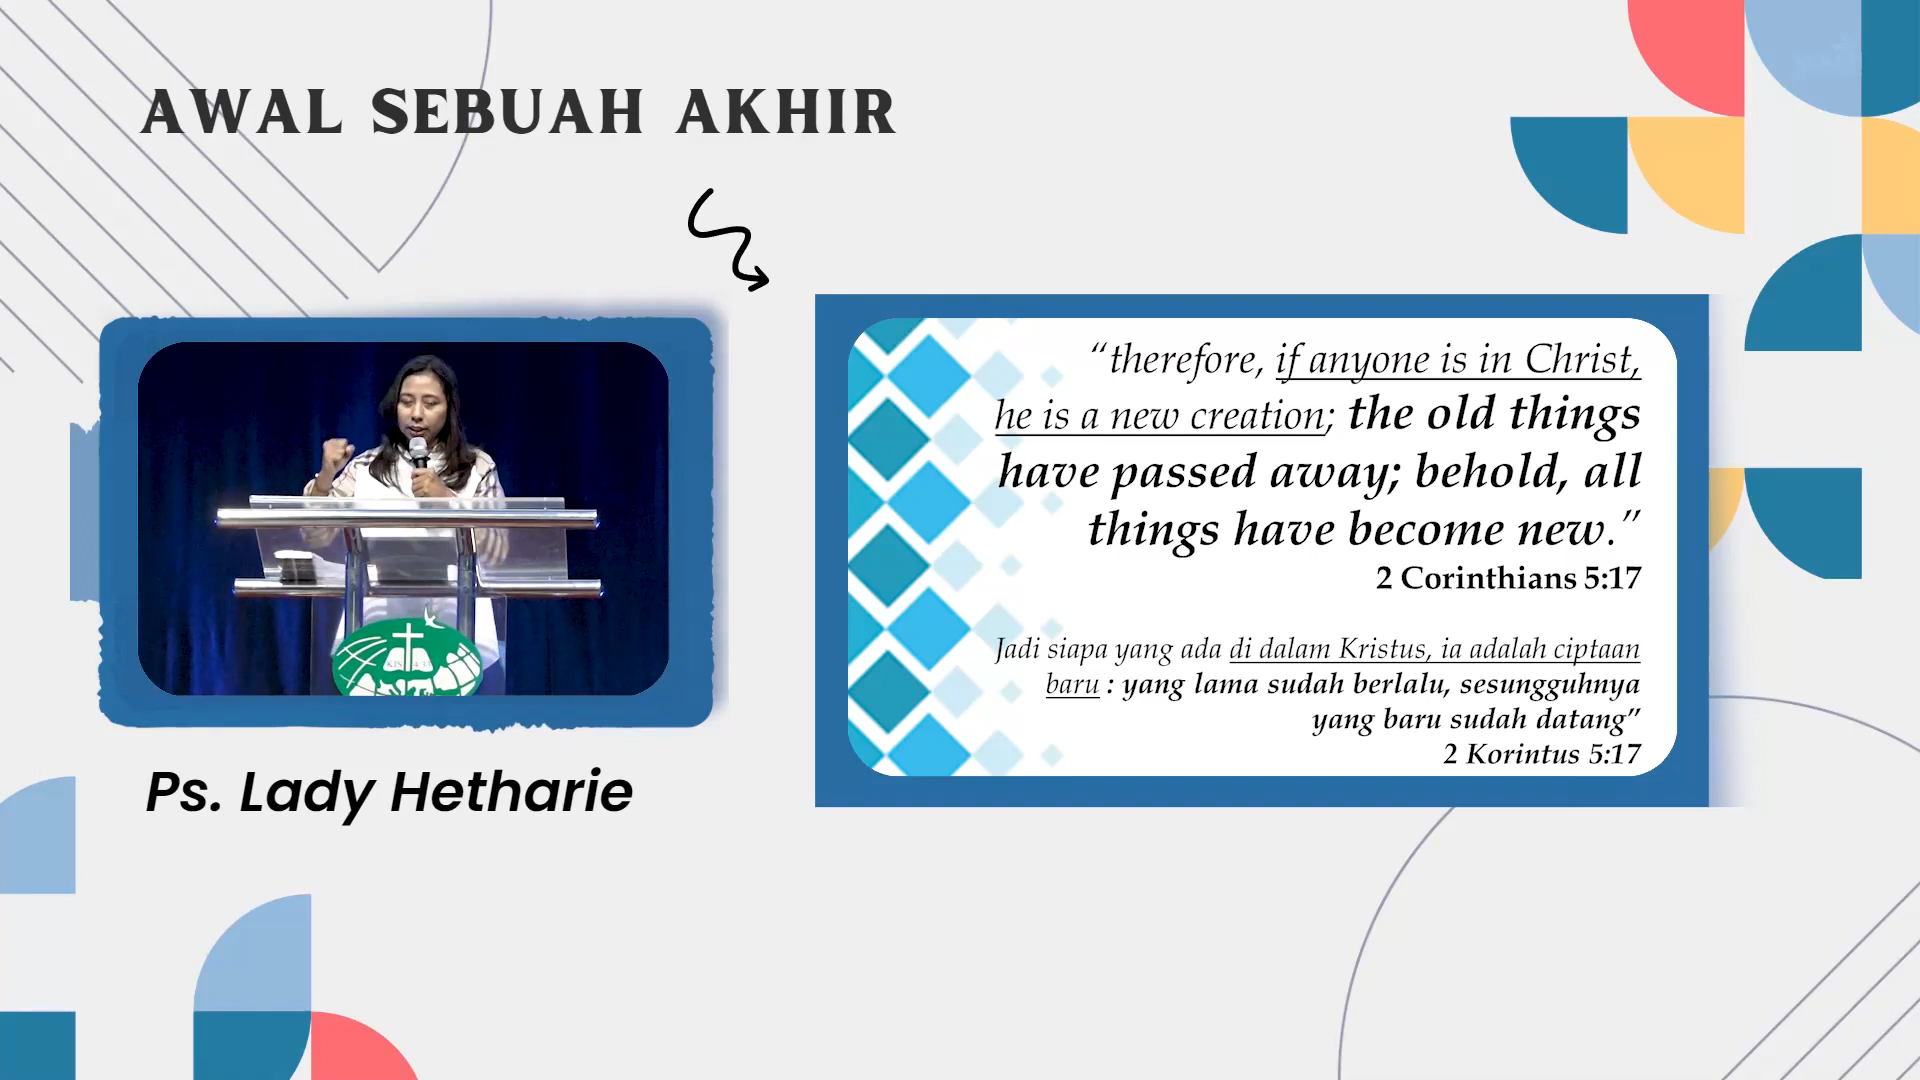 AWAL SEBUAH AKHIR
“therefore, if anyone is in Christ,
he is a new creation; the old things
have passed away; behold, all
things have become new.”
2 Corinthians 5:17
Jadi siapa yang ada di dalam Kristus, ia adalah ciptaan
baru : yang lama sudah berlalu, sesungguhnya
yang baru sudah datang”
2 Korintus 5:17
Ps. Lady Hetharie